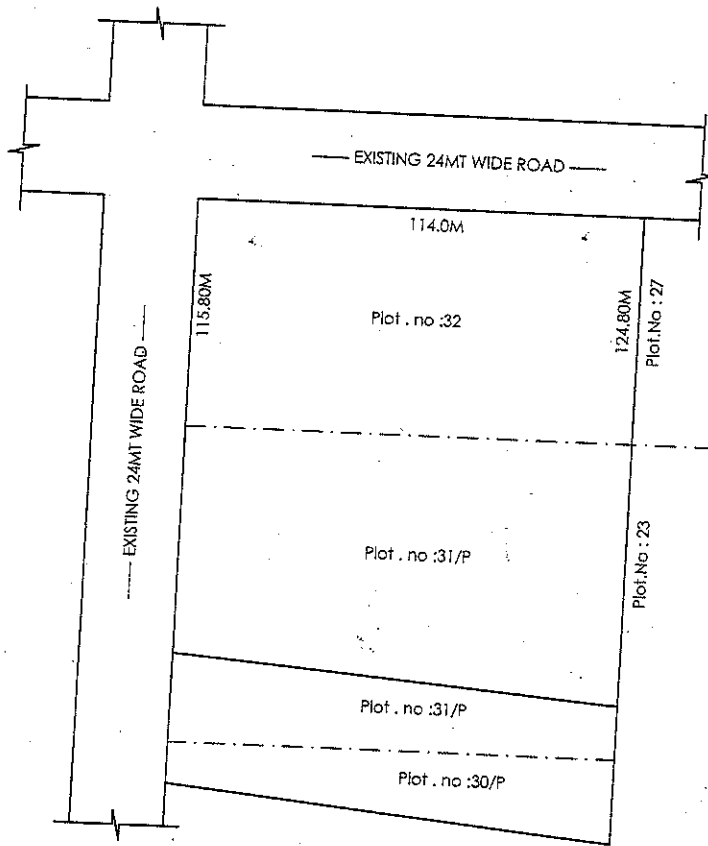 EXISTING 24MT WIDE ROAD
114.0M
115.80M
Plot . no :32
124.80M
Plot.No : 27
EXISTING 24MT WIDE ROAD
Plot . no :31/P
Plot.No : 23
Plot . no :31/P
Plot . no :30/P